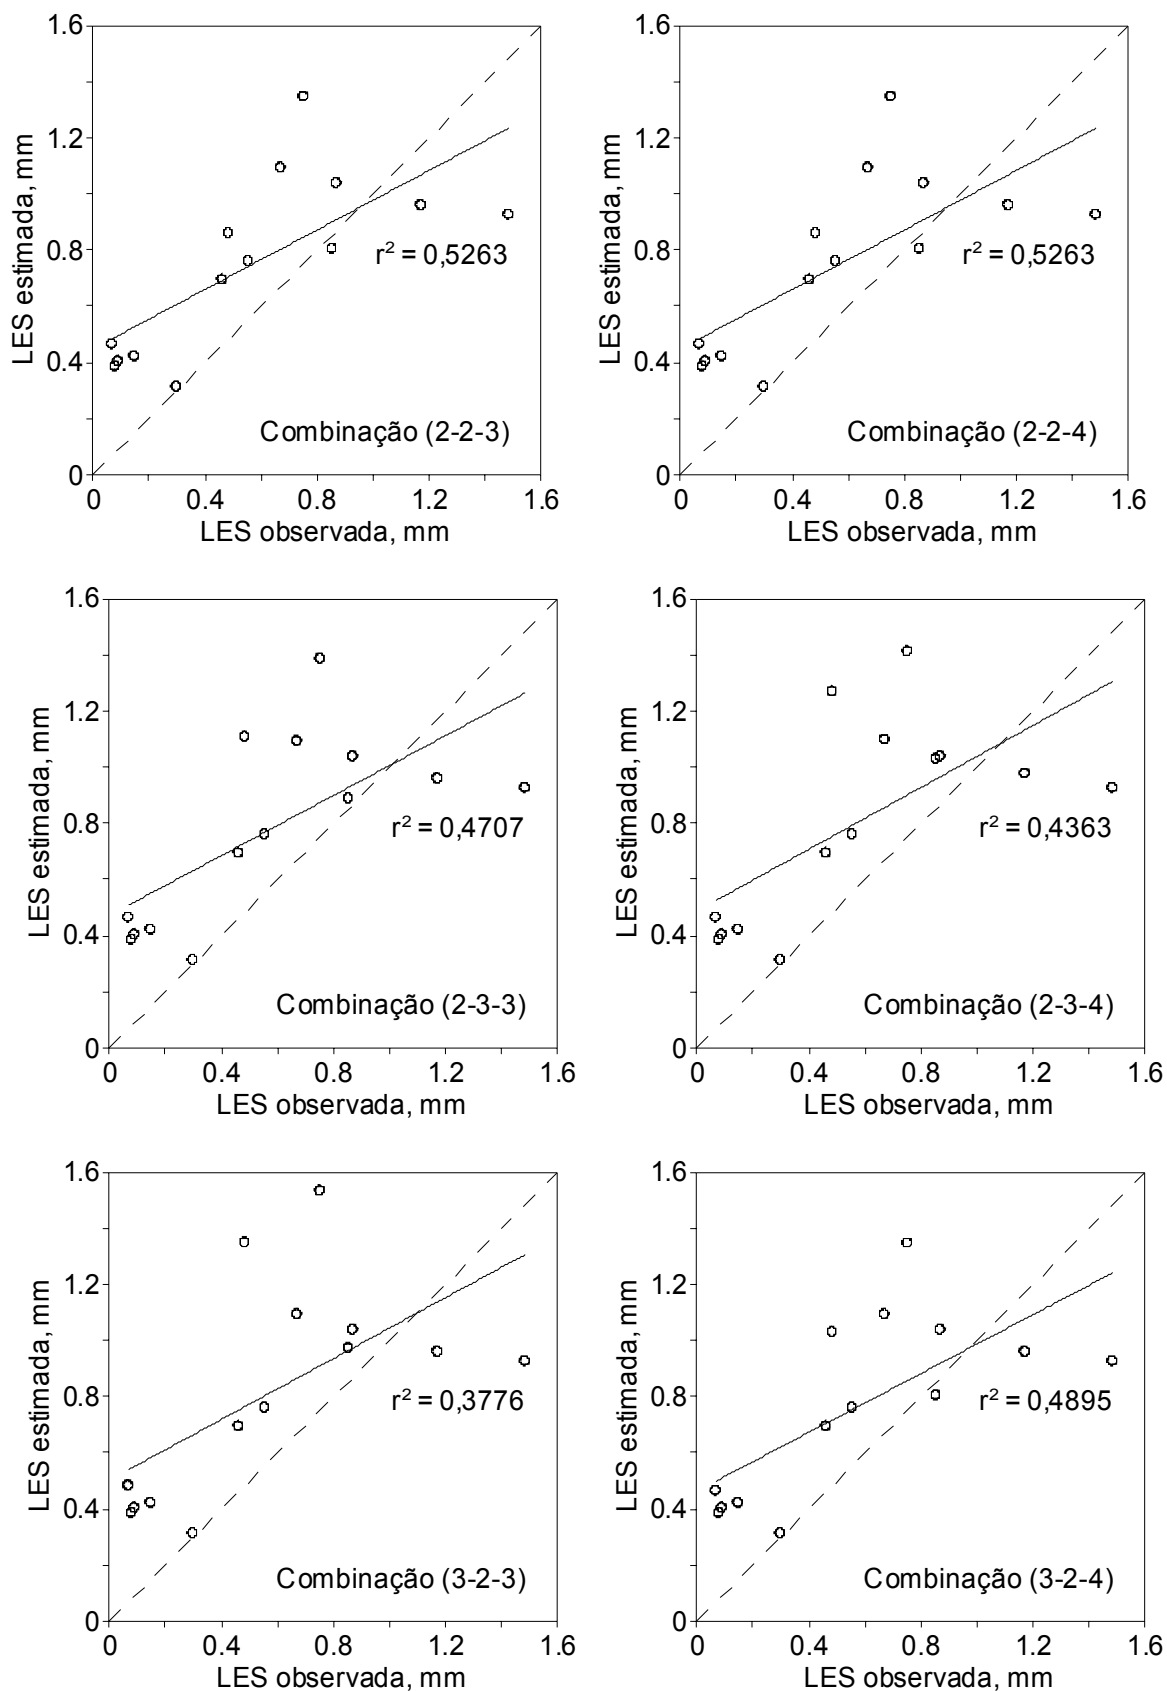 1.6
1.2
0.8
0.4
0
LES estimada, mm
r² = 0,5263
Combinação (2-2-3)
0 0.4 0.8 1.2 1.6
LES observada, mm
1.6
1.2
0.8
0.4
0
LES estimada, mm
r² = 0,5263
Combinação (2-2-4)
0 0.4 0.8 1.2 1.6
LES observada, mm
1.6
1.2
0.8
0.4
0
LES estimada, mm
r² = 0,4707
Combinação (2-3-3)
0 0.4 0.8 1.2 1.6
LES observada, mm
1.6
1.2
0.8
0.4
0
LES estimada, mm
r² = 0,4363
Combinação (2-3-4)
0 0.4 0.8 1.2 1.6
LES observada, mm
1.6
1.2
0.8
0.4
0
LES estimada, mm
r² = 0,3776
Combinação (3-2-3)
0 0.4 0.8 1.2 1.6
LES observada, mm
1.6
1.2
0.8
0.4
0
LES estimada, mm
r² = 0,4895
Combinação (3-2-4)
0 0.4 0.8 1.2 1.6
LES observada, mm